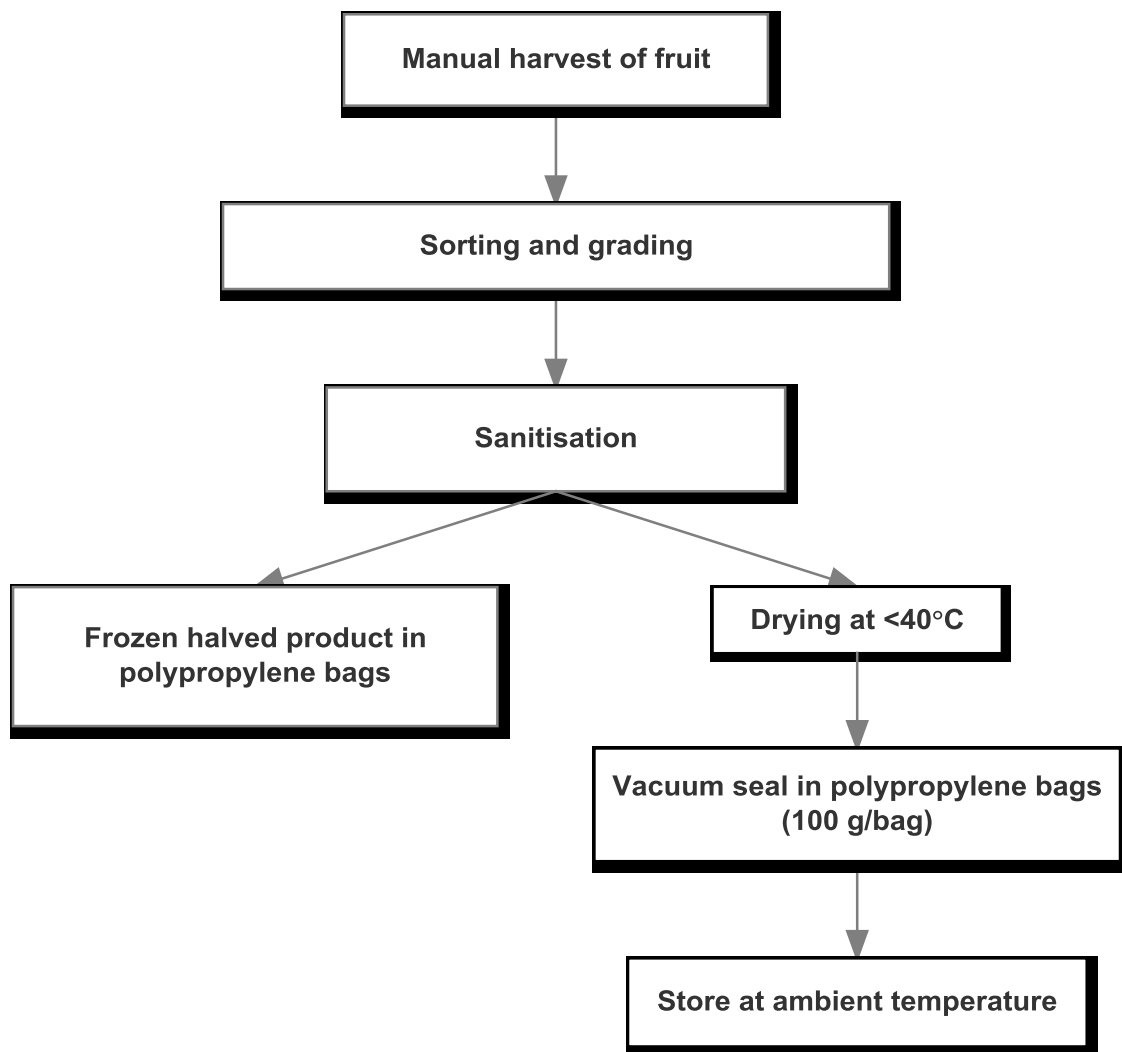 Manual harvest of fruit
Sorting and grading
Sanitisation
Frozen halved product in
polypropylene bags
Drying at <40°C
Vacuum seal in polypropylene bags
(100 g/bag)
Store at ambient temperature